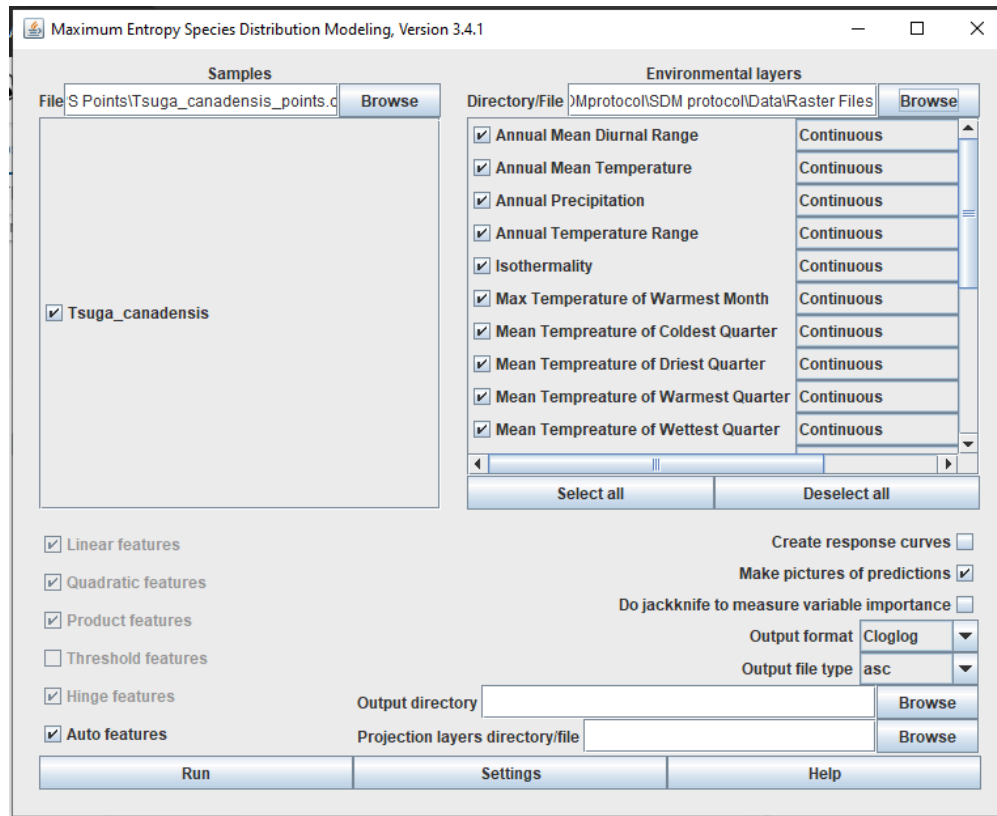 Maximum Entropy Species Distribution Modeling, Version 3.4.1
Samples
File S Points\Tsuga_canadensis_points.c Browse
Tsuga_canadensis
Environmental layers
Directory/File Mprotocol\SDM protocol\Data\Raster Files Browse
Annual Mean Diurnal Range Continuous
Annual Mean Temperature Continuous
Annual Precipitation Continuous
Annual Temperature Range Continuous
Isothermality Continuous
Max Temperature of Warmest Month Continuous
Mean Tempreature of Coldest Quarter Continuous
Mean Tempreature of Driest Quarter Continuous
Mean Tempreature of Warmest Quarter Continuous
Mean Tempreature of Wettest Quarter Continuous
Select all Deselect all
Linear features
Quadratic features
Product features
Threshold features
Hinge features
Auto features
Create response curves
Make pictures of predictions
Do jackknife to measure variable importance
Output format Cloglog
Output file type asc
Output directory Browse
Projection layers directory/file Browse
Run Settings Help